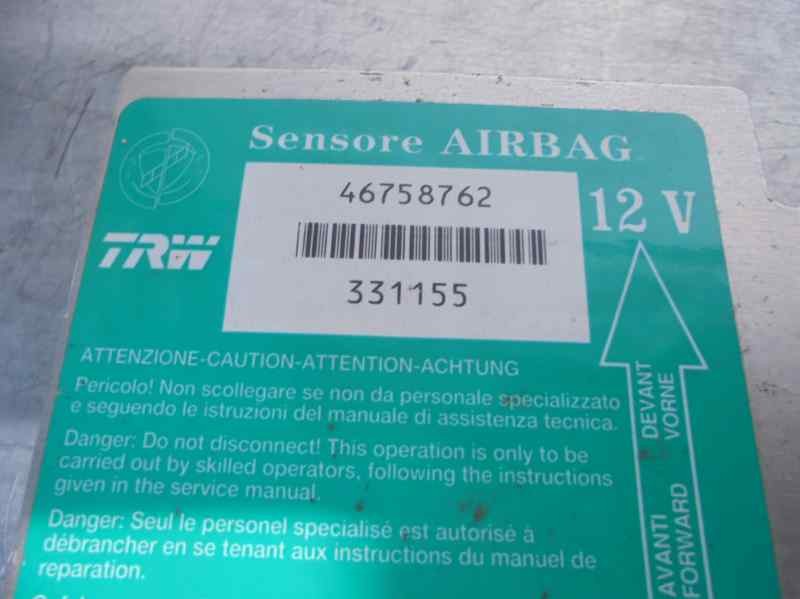 Sensore AIRBAG
46758762
12 V
TRW
331155
ATTENZIONE-CAUTION-ATTENTION-ACHTUNG
Pericolo! Non scollegare se non da personale specializzato
e seguendo le istruzioni del manuale di assistenza tecnica.
Danger: Do not disconnect! This operation is only to be
carried out by skilled operators, following the instructions
given in the service manual.
Danger: Seul le personel specialisé est autorisé à
débrancher en se tenant aux instructions du manuel de
reparation.
DEVANT
VORNE
AVANTI
FORWARD